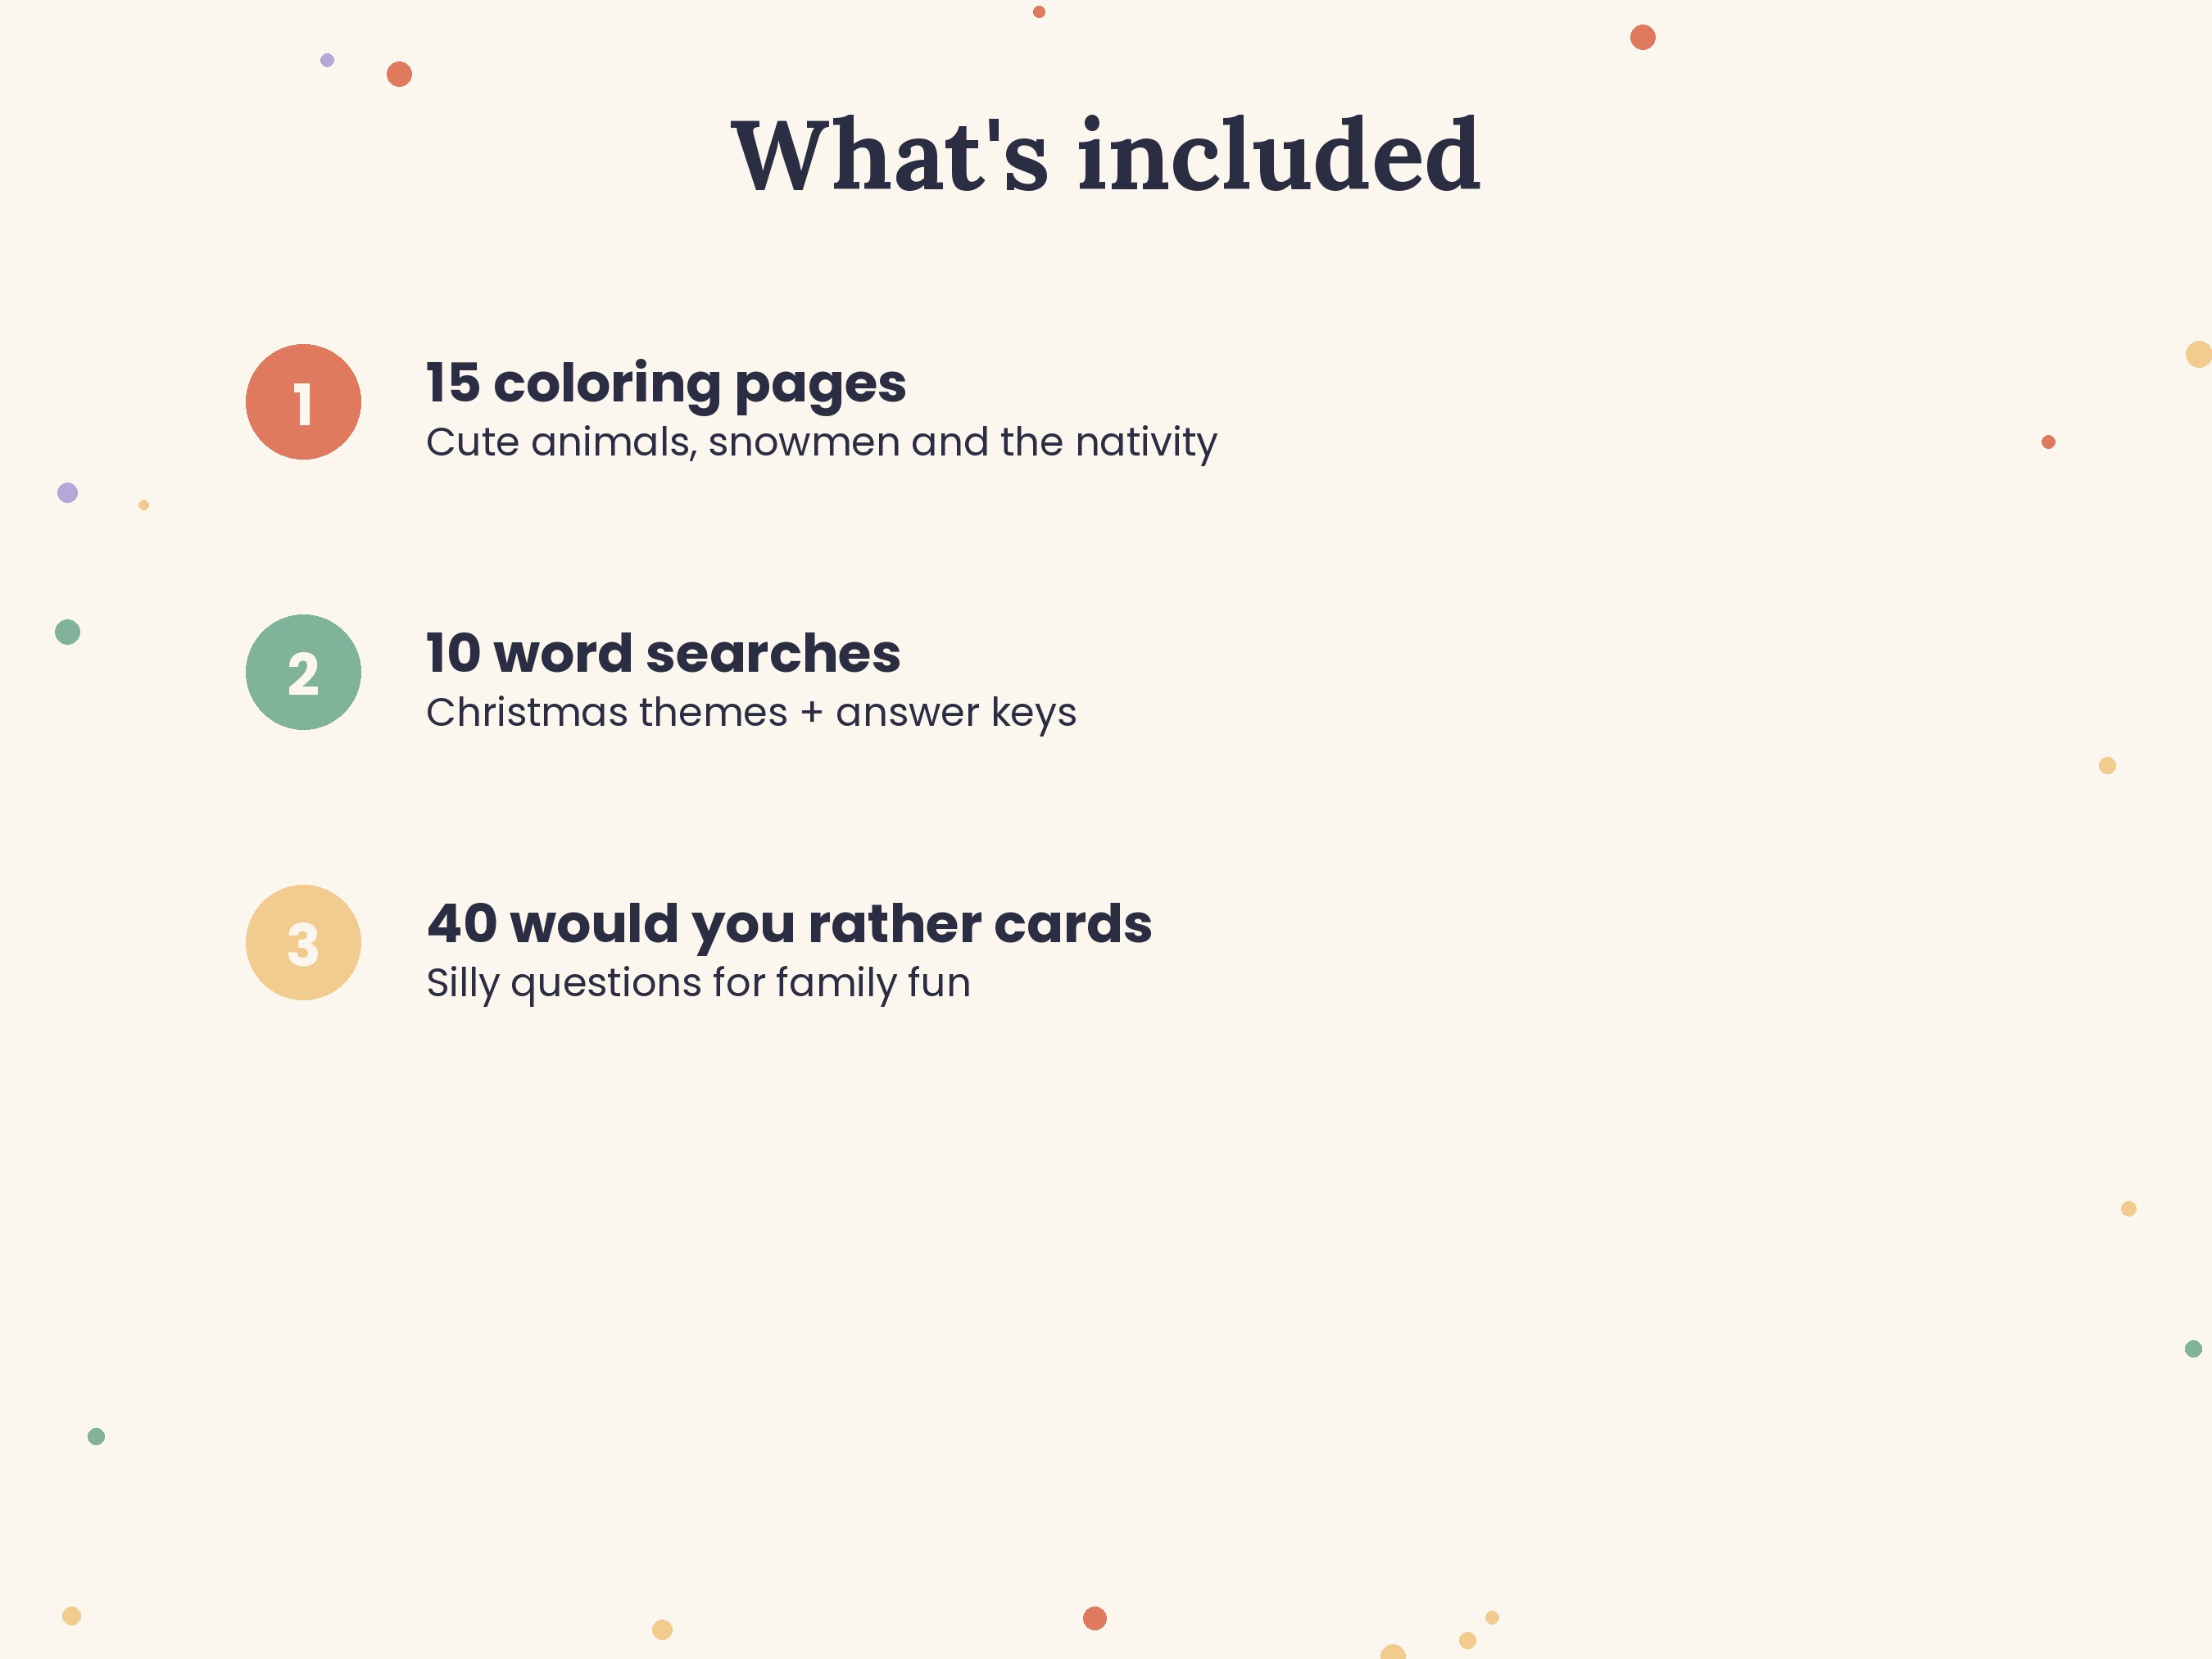 What's included
1
15 coloring pages
Cute animals, snowmen and the nativity
2
10 word searches
Christmas themes + answer keys
3
40 would you rather cards
Silly questions for family fun